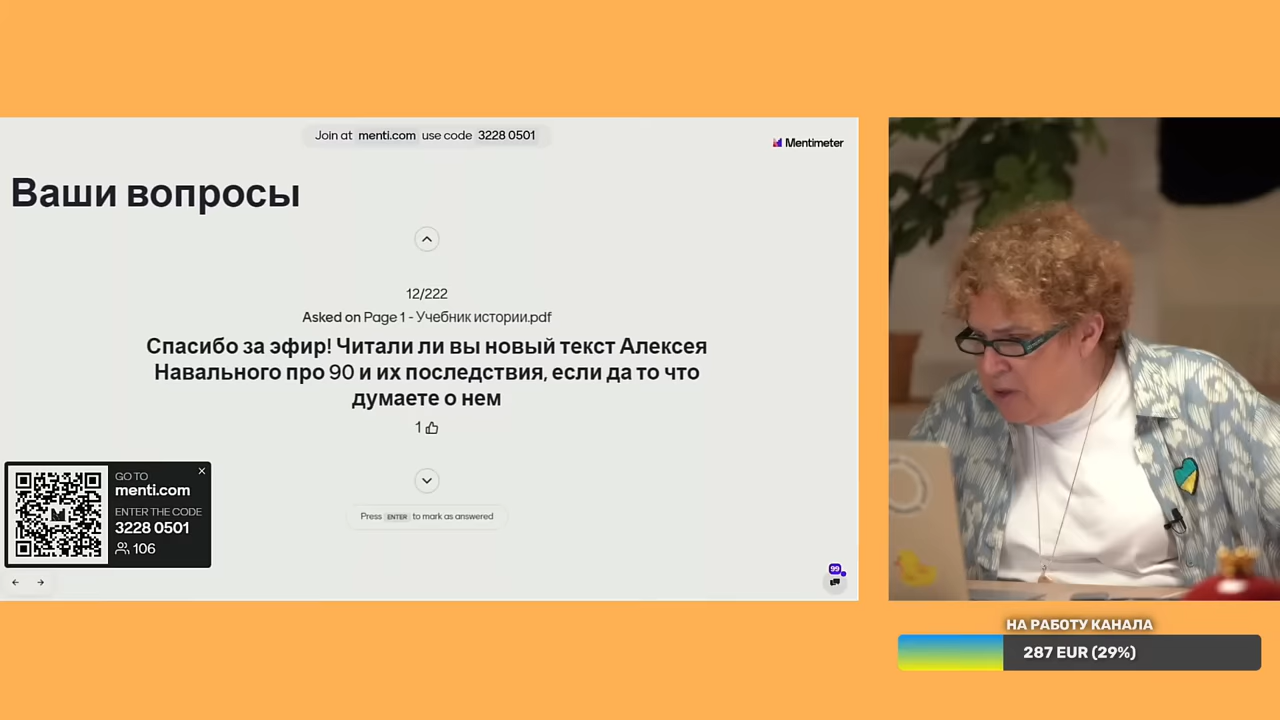 Join at menti.com use code 3228 0501
Mentimeter
Ваши вопросы
12/222
Asked on Page 1 - Учебник истории.pdf
Спасибо за эфир! Читали ли вы новый текст Алексея
Навального про 90 и их последствия, если да то что
думаете о нем
1
Press ENTER to mark as answered
GO TO
menti.com
ENTER THE CODE
3228 0501
106
99
НА РАБОТУ КАНАЛА
287 EUR (29%)